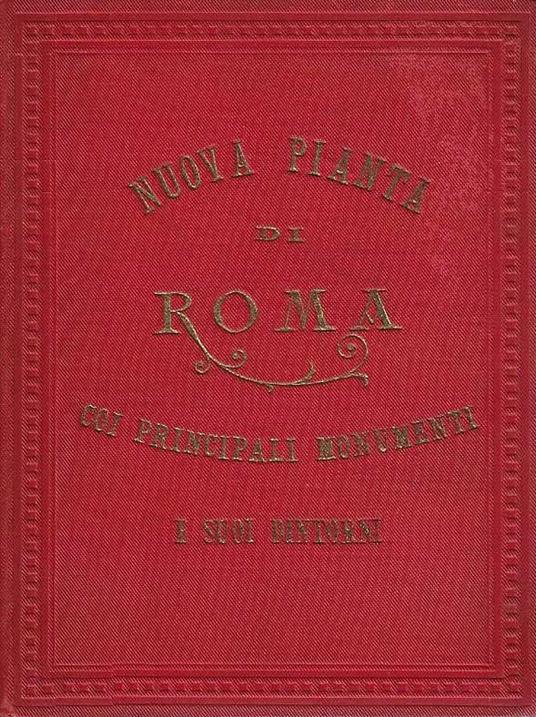 NUOVA PIANTA
DI
ROMA
COI PRINCIPALI MONUMENTI
E SUOI DINTORNI